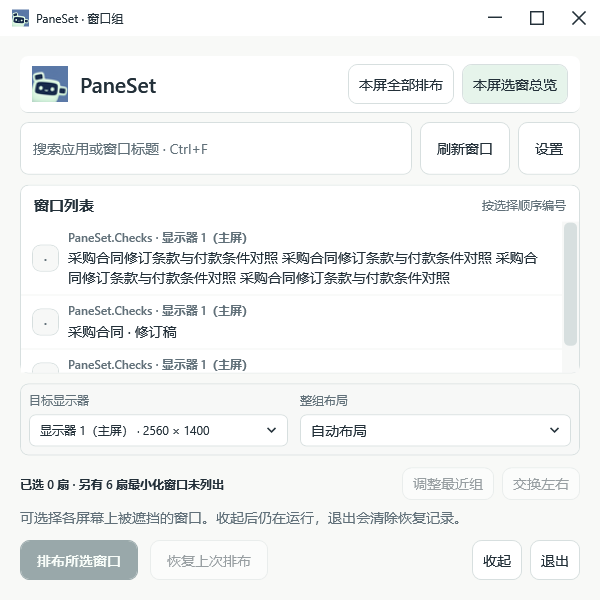 PaneSet · 窗口组
PaneSet
本屏全部排布
本屏选窗总览
搜索应用或窗口标题 · Ctrl+F
刷新窗口
设置
窗口列表
按选择顺序编号
PaneSet.Checks · 显示器 1（主屏）
采购合同修订条款与付款条件对照 采购合同修订条款与付款条件对照 采购合
同修订条款与付款条件对照 采购合同修订条款与付款条件对照
PaneSet.Checks · 显示器 1（主屏）
采购合同 · 修订稿
PaneSet.Checks · 显示器 1（主屏）
目标显示器
整组布局
显示器 1（主屏） · 2560 × 1400
自动布局
已选 0 扇 · 另有 6 扇最小化窗口未列出
调整最近组
交换左右
可选择各屏幕上被遮挡的窗口。收起后仍在运行，退出会清除恢复记录。
排布所选窗口
恢复上次排布
收起
退出